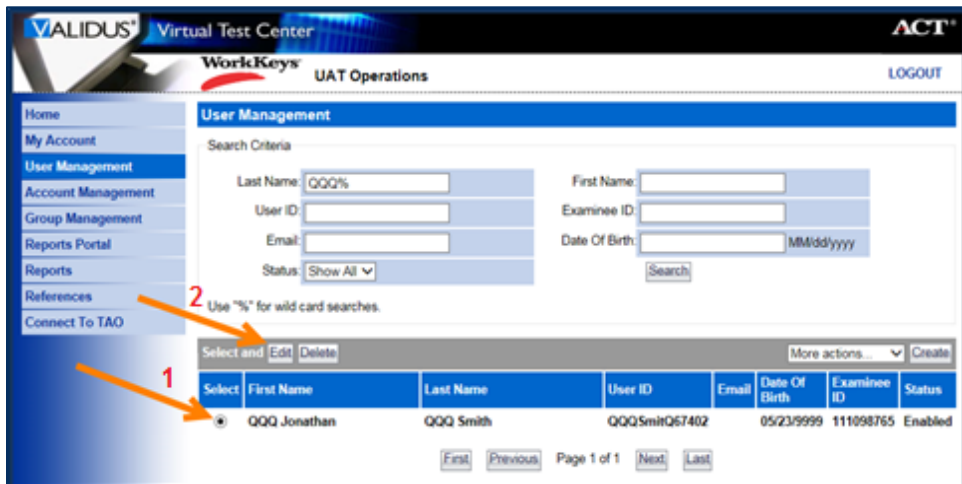 VALIDUS® Virtual Test Center ACT®
WorkKeys® UAT Operations LOGOUT
Home
My Account
User Management
Account Management
Group Management
Reports Portal
Reports
References
Connect To TAO
User Management
Search Criteria
Last Name: QQQ% First Name:
User ID: Examinee ID:
Email: Date Of Birth: MM/dd/yyyy
Status: Show All Search
2 Use "%" for wild card searches.
Select and Edit Delete More actions... Create
1
Select First Name Last Name User ID Email Date Of Birth Examinee ID Status
QQQ Jonathan QQQ Smith QQQSmitQ67402 05/23/9999 111098765 Enabled
First Previous Page 1 of 1 Next Last